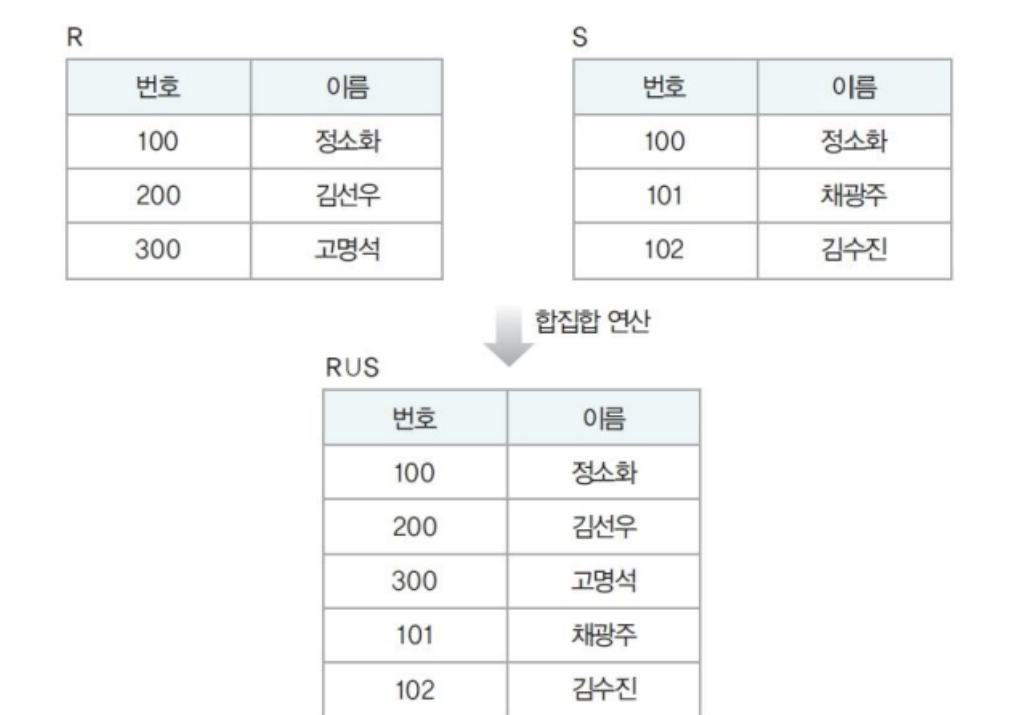 R
번호 이름
100 정소화
200 김선우
300 고명석
S
번호 이름
100 정소화
101 채광주
102 김수진
합집합 연산
RUS
번호 이름
100 정소화
200 김선우
300 고명석
101 채광주
102 김수진